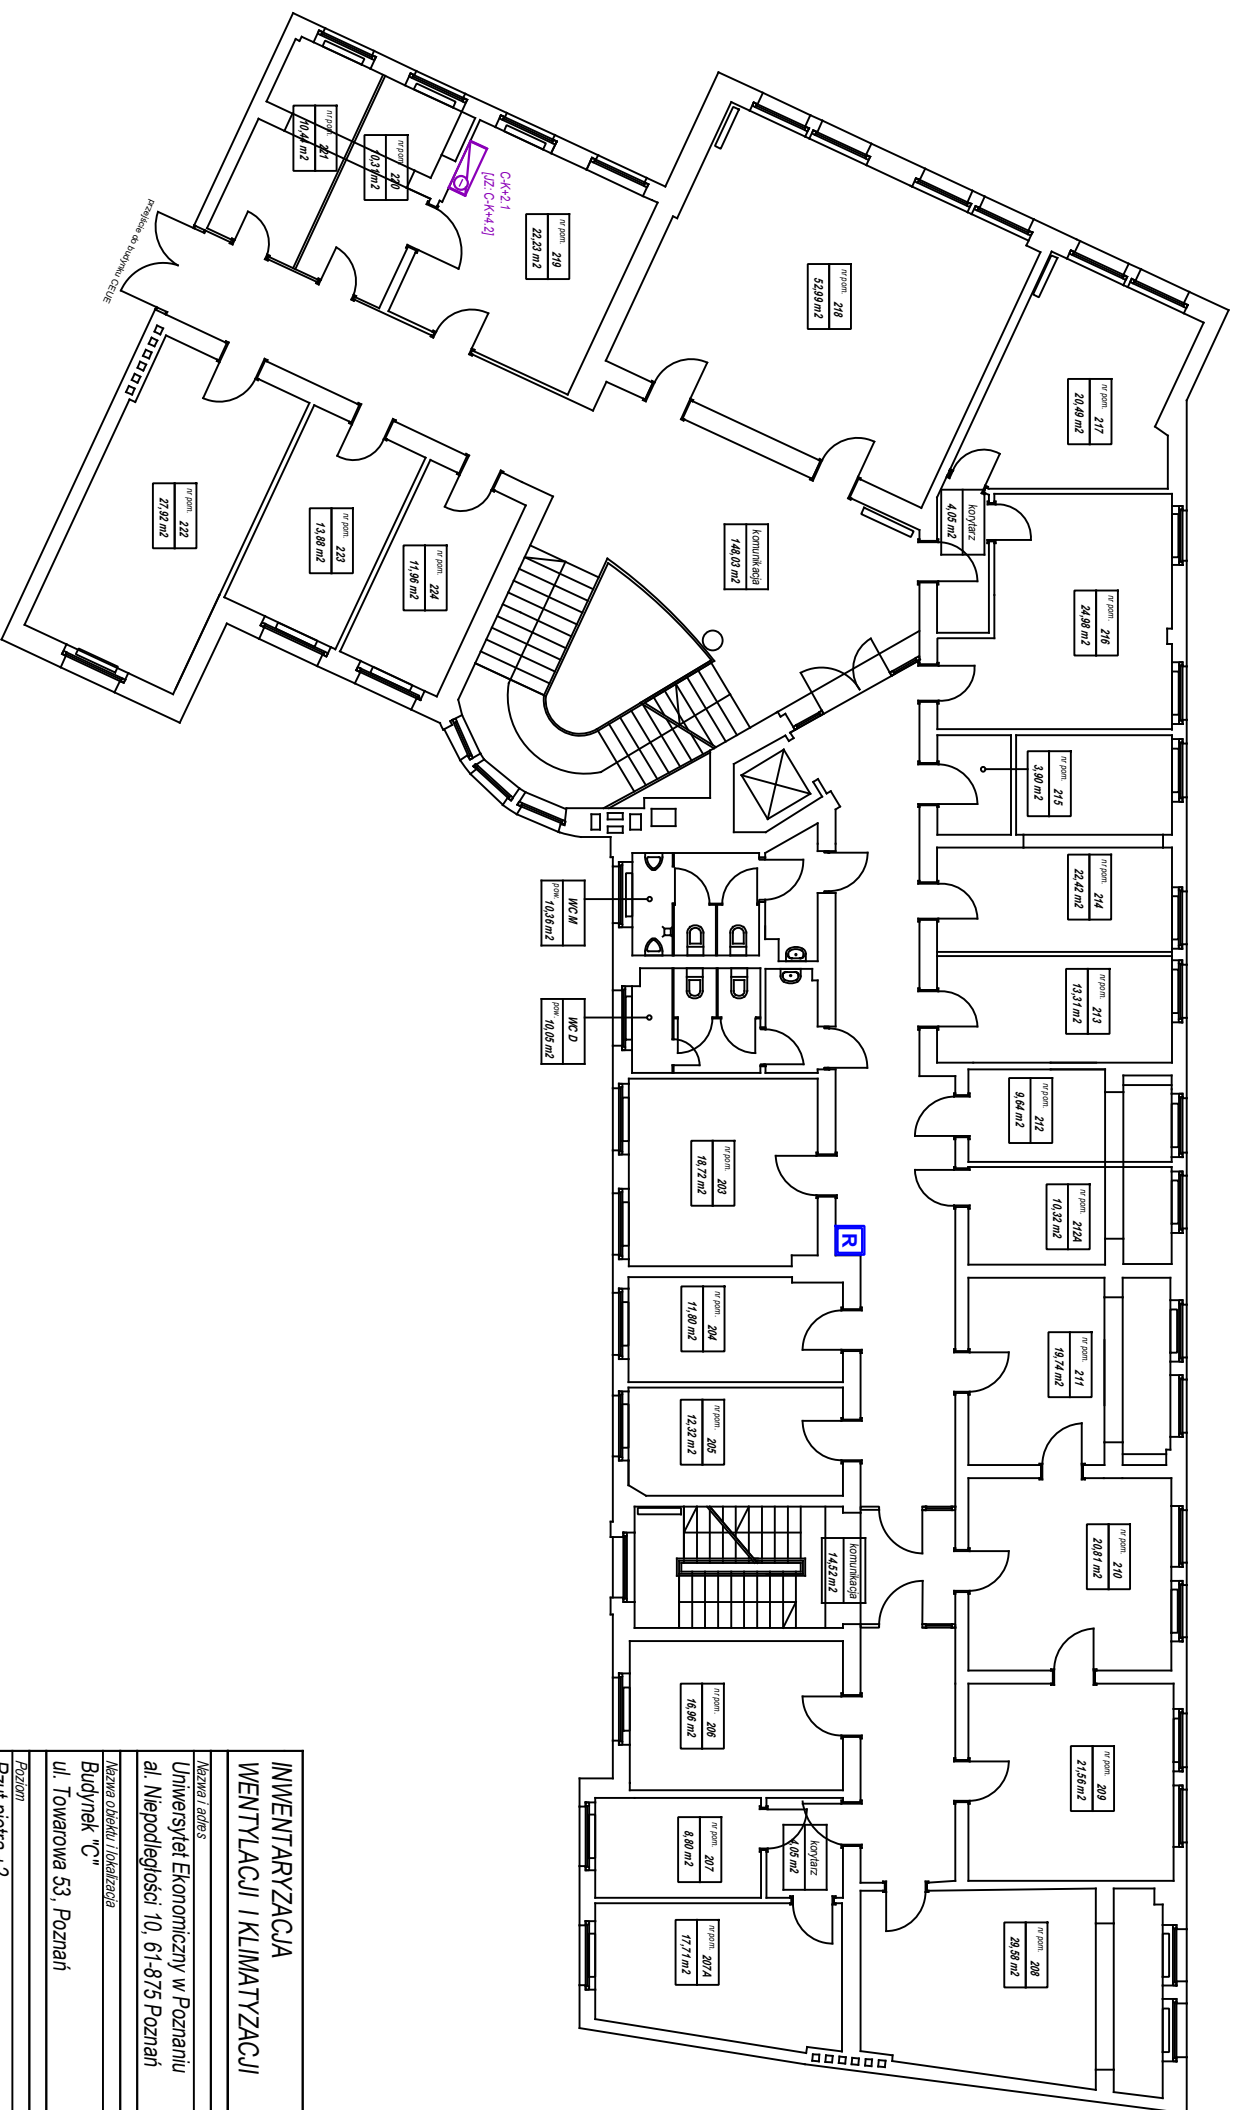 nr pom. 221
10,44 m2
nr pom. 220
10,31m2
C-K+2.1
[JZ: C-K+4.2]
nr pom. 219
22,23 m2
nr pom. 218
52,99 m2
nr pom. 217
20,49 m2
przejście do budynku CEUE
nr pom. 222
27,92 m2
nr pom. 223
13,88 m2
nr pom. 224
11,96 m2
komunikacja
148,03 m2
korytarz
4,05 m2
nr pom. 216
24,98 m2
nr pom. 215
3,90 m2
nr pom. 214
22,42 m2
nr pom. 213
13,31 m2
WC M
pow. 10,36 m2
WC D
pow. 10,05 m2
nr pom. 212
9,64 m2
nr pom. 212A
10,32 m2
nr pom. 203
18,72 m2
R
nr pom. 204
11,80 m2
nr pom. 211
19,74 m2
nr pom. 205
12,32 m2
komunikacja
14,52 m2
nr pom. 210
20,81 m2
nr pom. 206
16,96 m2
nr pom. 209
21,56 m2
nr pom. 207
8,80 m2
korytarz
4,05 m2
nr pom. 207A
17,71 m2
nr pom. 208
29,58 m2
INWENTARYZACJA
WENTYLACJI I KLIMATYZACJI
Nazwa i adres
Uniwersytet Ekonomiczny w Poznaniu
al. Niepodległości 10, 61-875 Poznań
Nazwa obiektu i lokalizacja
Budynek "C"
ul. Towarowa 53, Poznań
Poziom
Rzut piętra +2